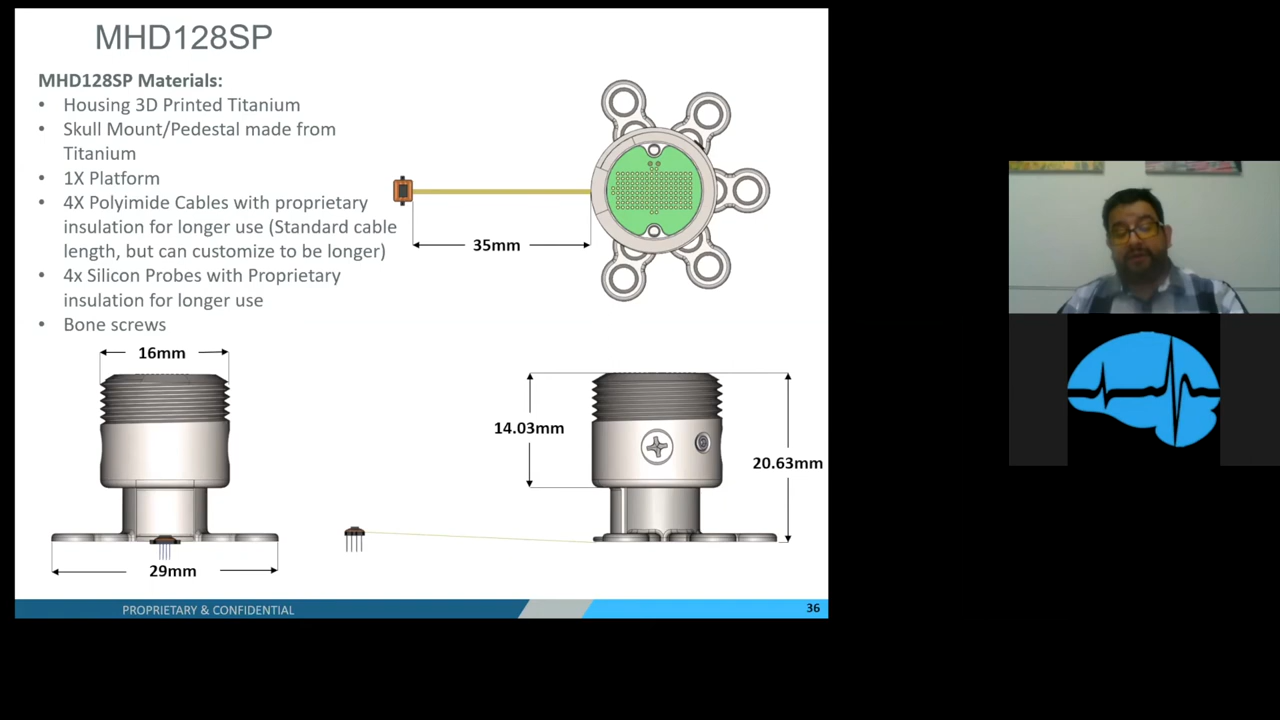 MHD128SP
MHD128SP Materials:
• Housing 3D Printed Titanium
• Skull Mount/Pedestal made from
Titanium
• 1X Platform
• 4X Polyimide Cables with proprietary
insulation for longer use (Standard cable
length, but can customize to be longer)
• 4x Silicon Probes with Proprietary
insulation for longer use
• Bone screws
35mm
16mm
29mm
14.03mm
20.63mm
PROPRIETARY & CONFIDENTIAL
36